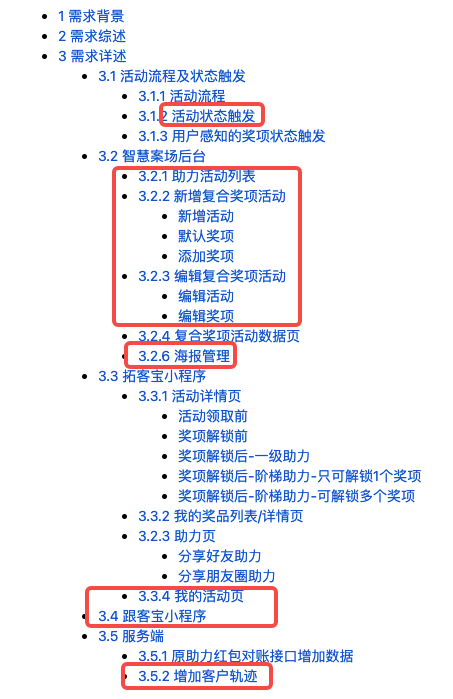 1 需求背景
2 需求综述
3 需求详述
3.1 活动流程及状态触发
3.1.1 活动流程
3.1.2 活动状态触发
3.1.3 用户感知的奖项状态触发
3.2 智慧案场后台
3.2.1 助力活动列表
3.2.2 新增复合奖项活动
新增活动
默认奖项
添加奖项
3.2.3 编辑复合奖项活动
编辑活动
编辑奖项
3.2.4 复合奖项活动数据页
3.2.6 海报管理
3.3 拓客宝小程序
3.3.1 活动详情页
活动领取前
奖项解锁前
奖项解锁后-一级助力
奖项解锁后-阶梯助力-只可解锁1个奖项
奖项解锁后-阶梯助力-可解锁多个奖项
3.3.2 我的奖品列表/详情页
3.2.3 助力页
分享好友助力
分享朋友圈助力
3.3.4 我的活动页
3.4 跟客宝小程序
3.5 服务端
3.5.1 原助力红包对账接口增加数据
3.5.2 增加客户轨迹